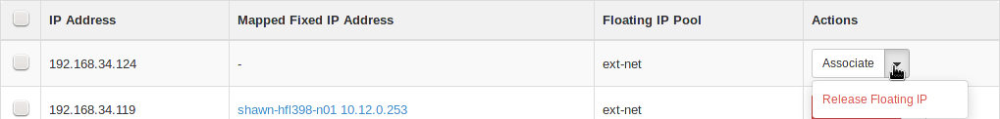 IP Address Mapped Fixed IP Address Floating IP Pool Actions
192.168.34.124 - ext-net Associate
Release Floating IP
192.168.34.119 shawn-hfl398-n01 10.12.0.253 ext-net